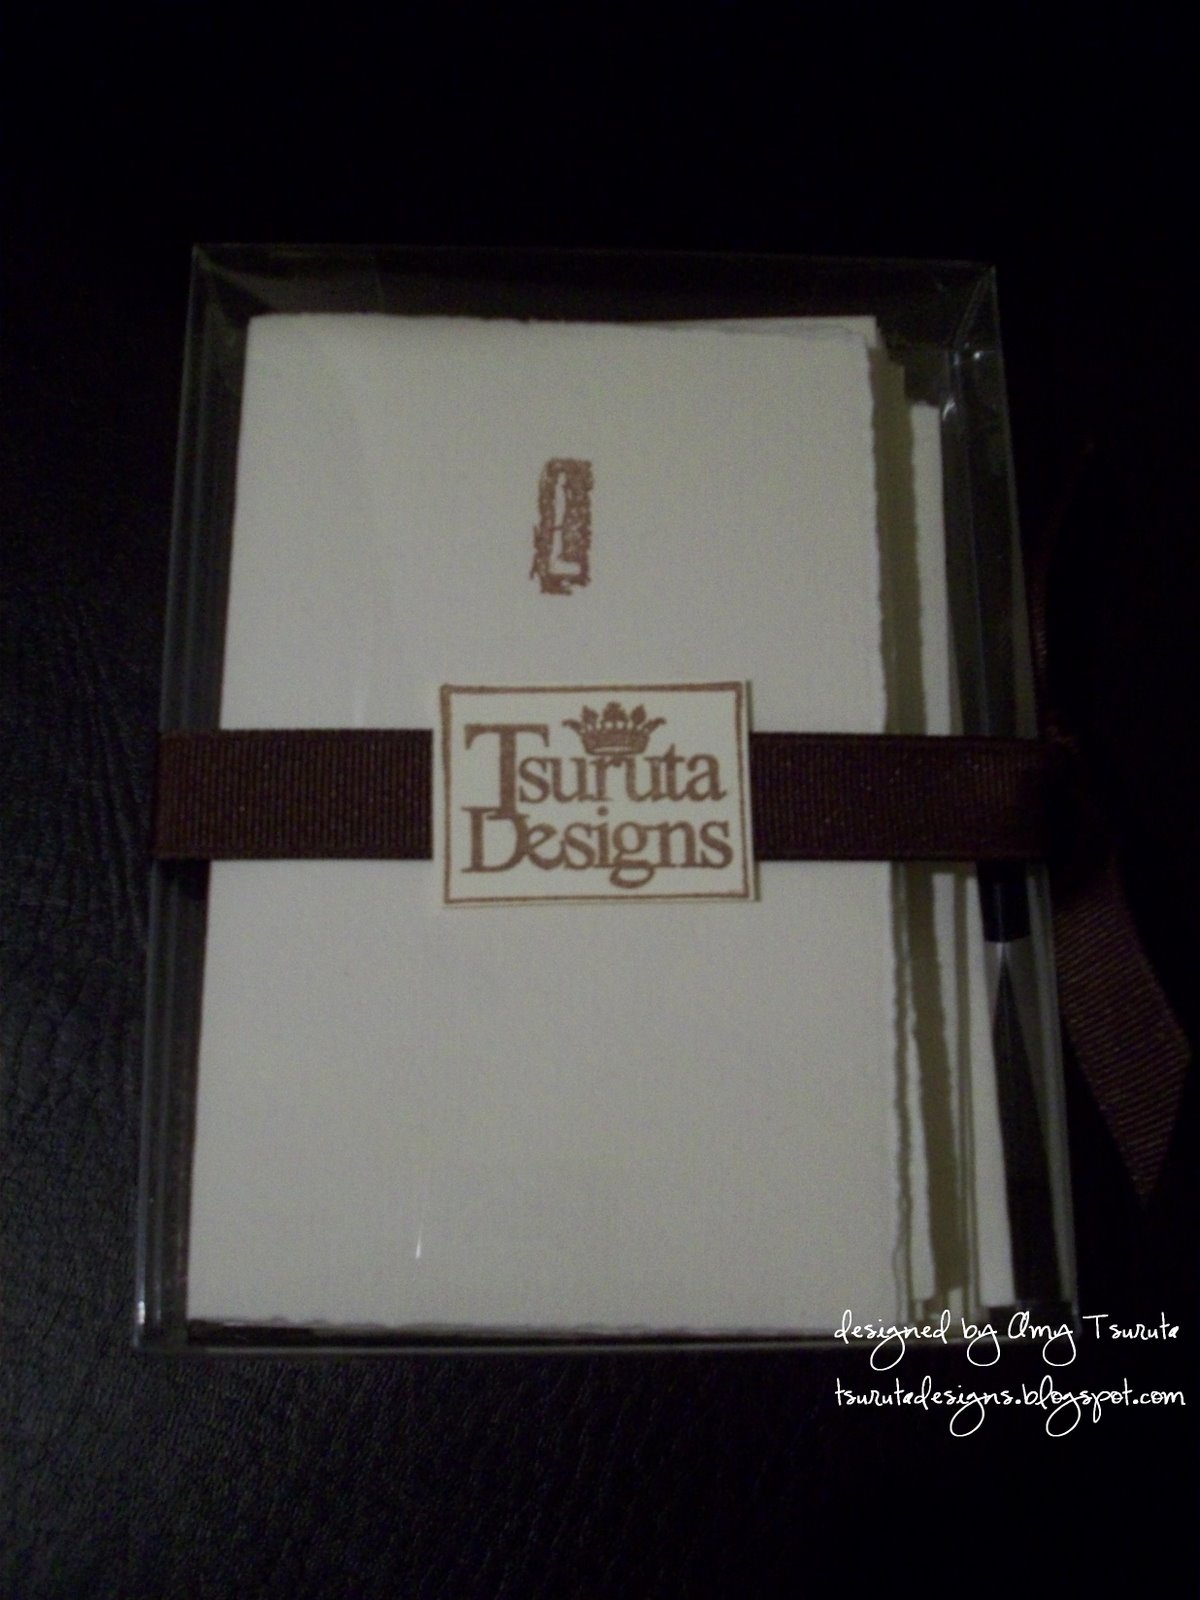 Tsuruta
Designs
designed by Amy Tsuruta
tsurutadesigns.blogspot.com